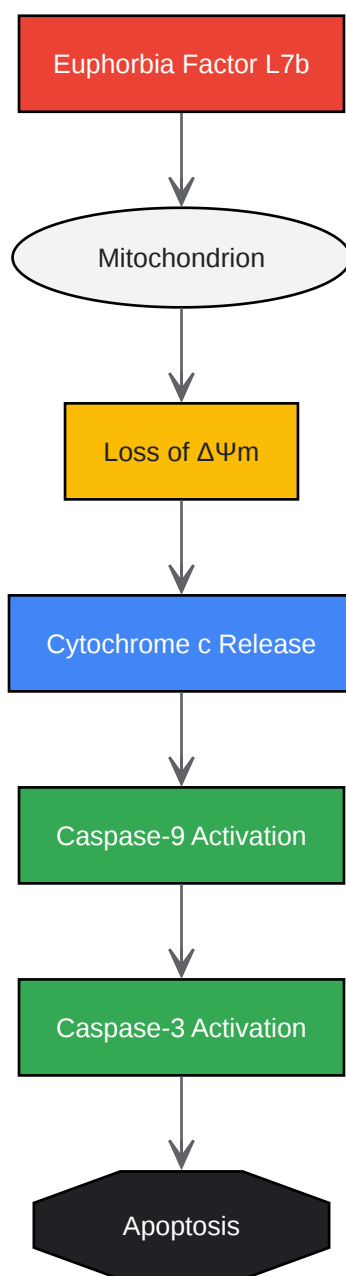 Euphorbia Factor L7b
Mitochondrion
Loss of ΔΨm
Cytochrome c Release
Caspase-9 Activation
Caspase-3 Activation
Apoptosis